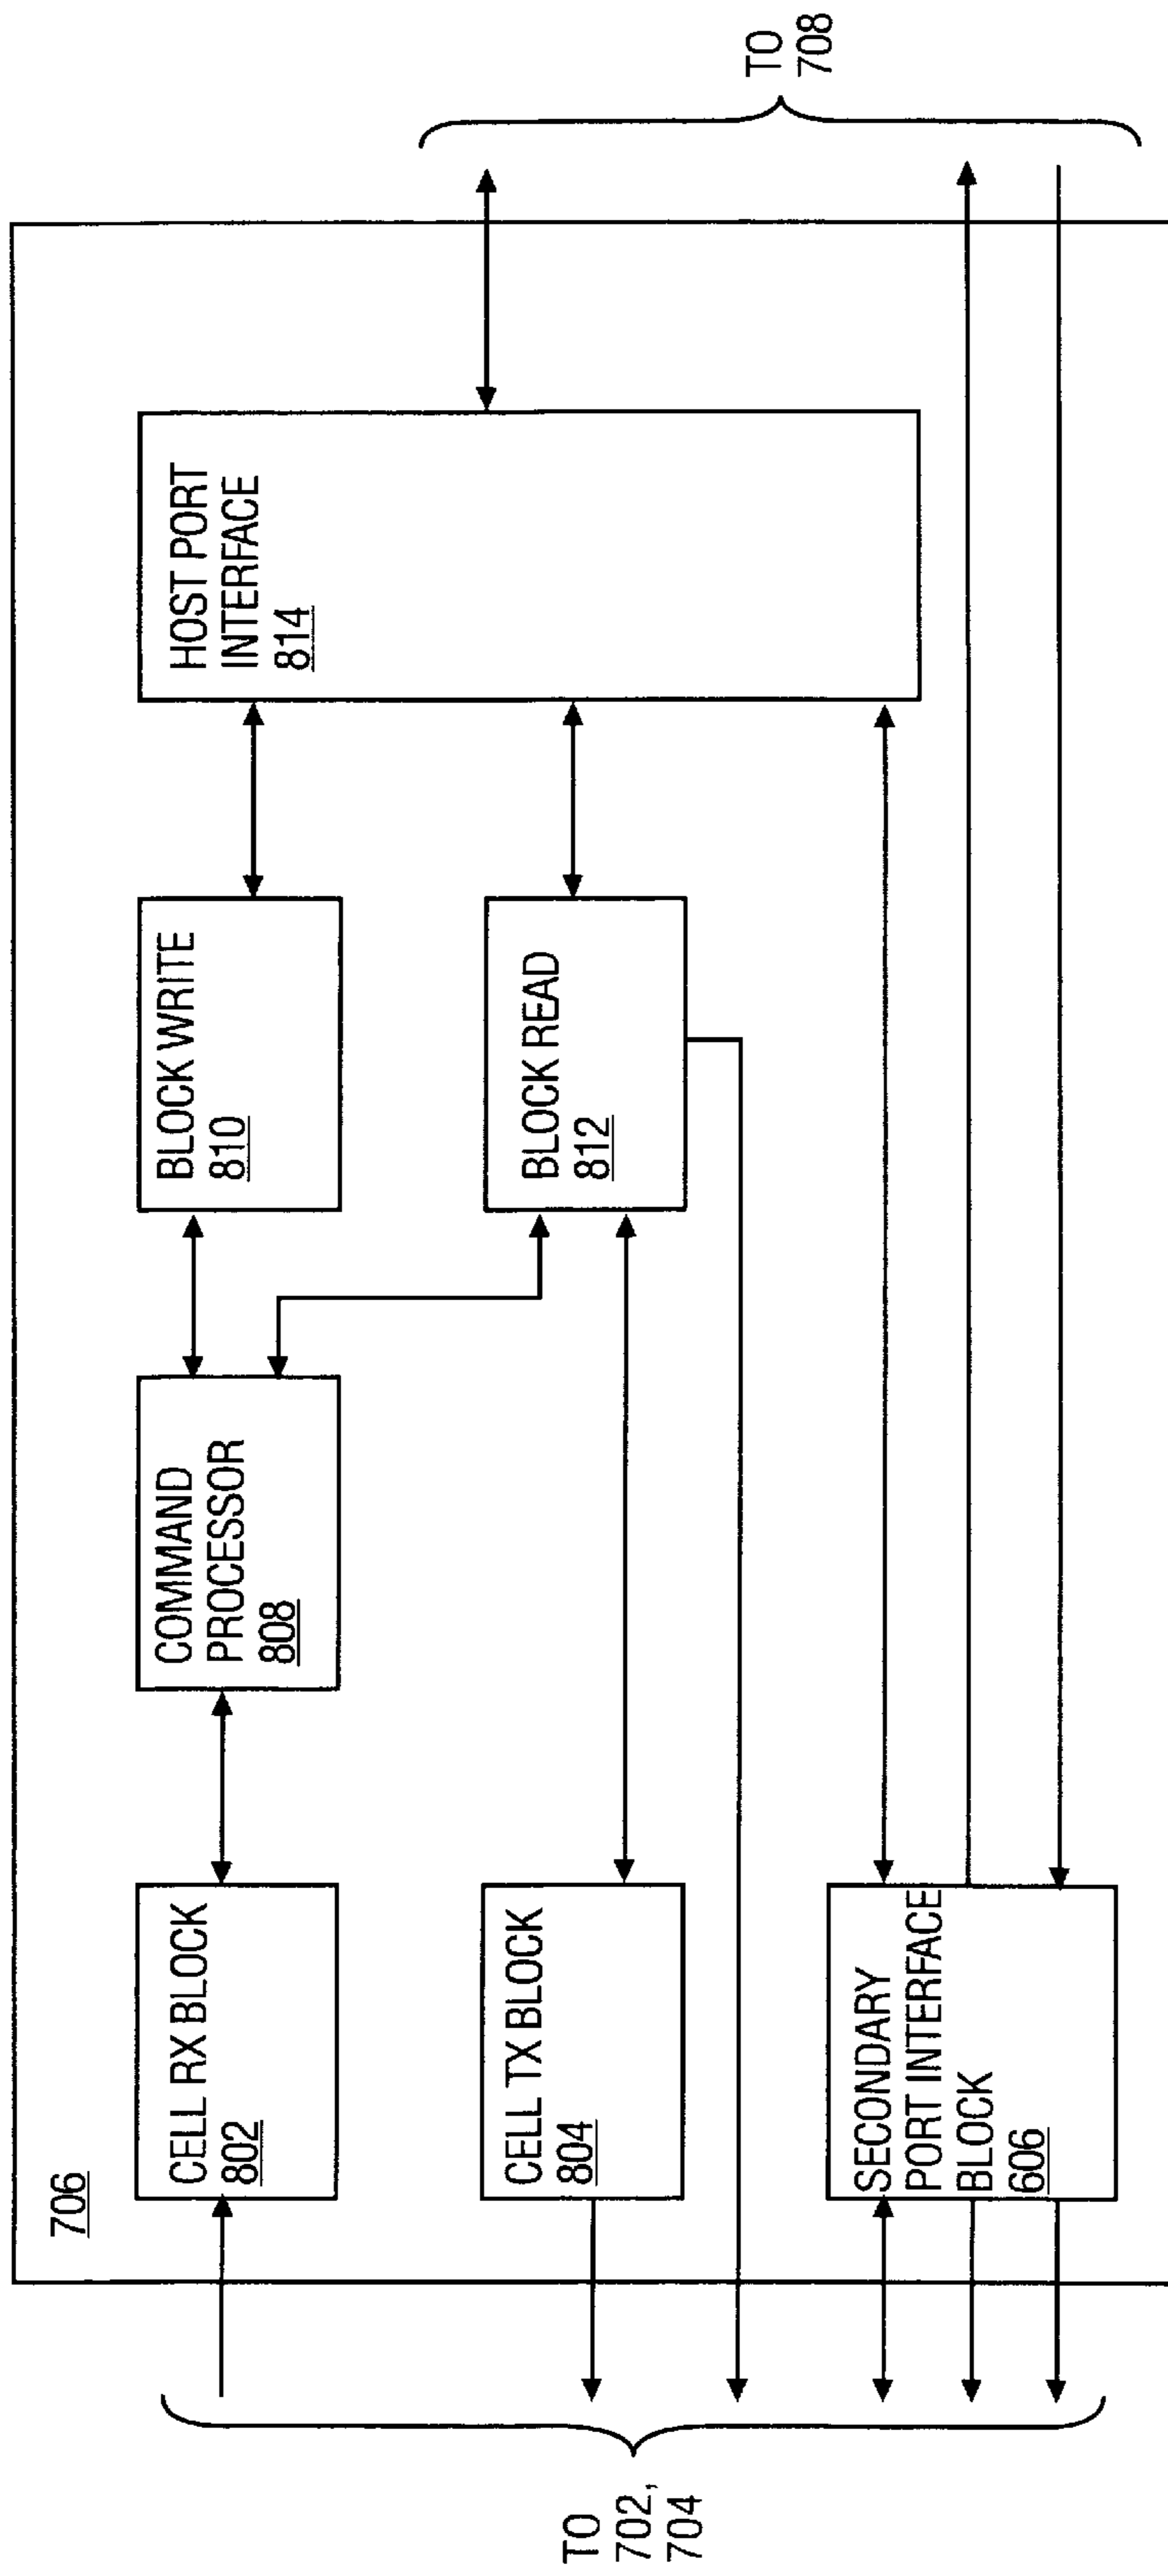 706
CELL RX BLOCK
802
COMMAND
PROCESSOR
808
BLOCK WRITE
810
HOST PORT
INTERFACE
814
CELL TX BLOCK
804
BLOCK READ
812
SECONDARY
PORT INTERFACE
BLOCK
606
TO
702,
704
TO
708